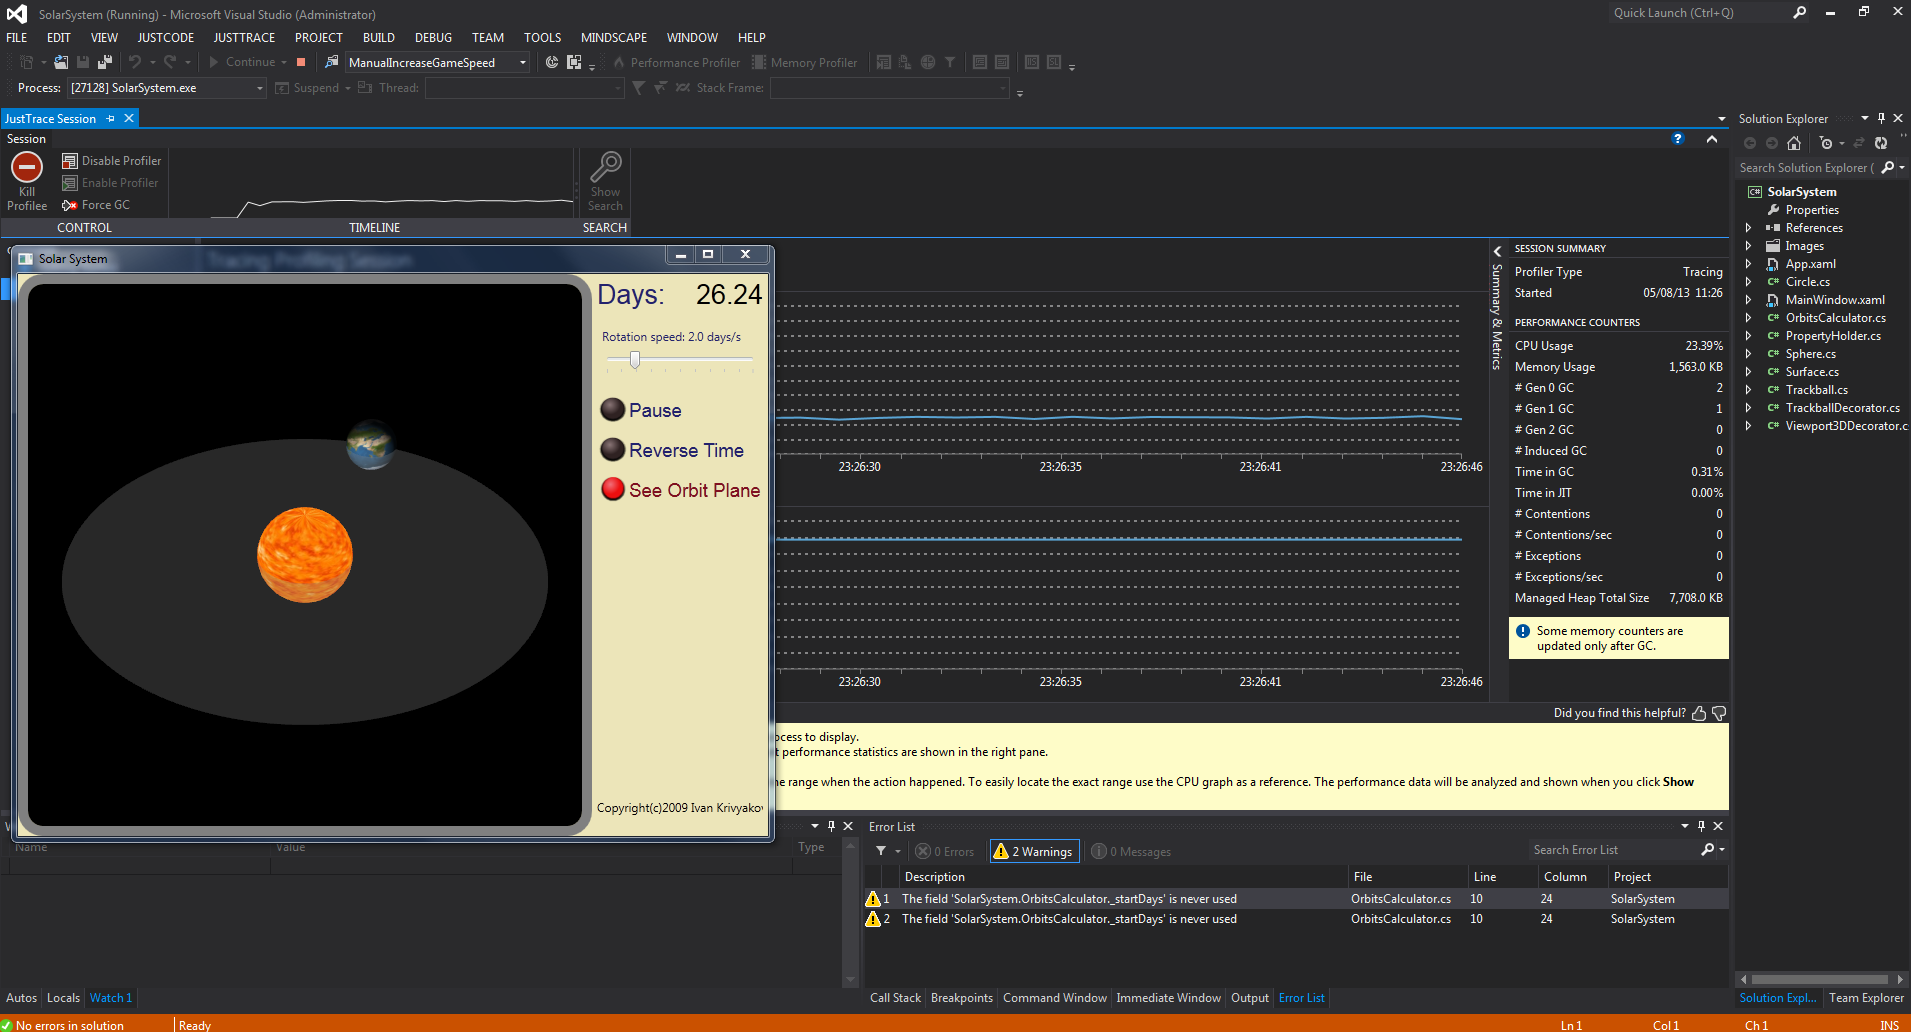 SolarSystem (Running) - Microsoft Visual Studio (Administrator)
Quick Launch (Ctrl+Q)
FILE EDIT VIEW JUSTCODE JUSTTRACE PROJECT BUILD DEBUG TEAM TOOLS MINDSCAPE WINDOW HELP
Continue ManualIncreaseGameSpeed Performance Profiler Memory Profiler
Process: [27128] SolarSystem.exe Suspend Thread: Stack Frame:
JustTrace Session
Session
Kill
Profilee
Disable Profiler
Enable Profiler
Force GC
Show
Search
CONTROL TIMELINE SEARCH
Tracing Profiling Session
Solar System
Days: 26.24
Rotation speed: 2.0 days/s
Pause
Reverse Time
See Orbit Plane
Copyright(c)2009 Ivan Krivyakov
23:26:30 23:26:35 23:26:41 23:26:46
23:26:30 23:26:35 23:26:41 23:26:46
Summary & Metrics
SESSION SUMMARY
Profiler Type Tracing
Started 05/08/13 11:26
PERFORMANCE COUNTERS
CPU Usage 23.39%
Memory Usage 1,563.0 KB
# Gen 0 GC 2
# Gen 1 GC 1
# Gen 2 GC 0
# Induced GC 0
Time in GC 0.31%
Time in JIT 0.00%
# Contentions 0
# Contentions/sec 0
# Exceptions 0
# Exceptions/sec 0
Managed Heap Total Size 7,708.0 KB
Some memory counters are
updated only after GC.
Did you find this helpful?
ocess to display.
t performance statistics are shown in the right pane.
ne range when the action happened. To easily locate the exact range use the CPU graph as a reference. The performance data will be analyzed and shown when you click Show
Solution Explorer
Search Solution Explorer (
SolarSystem
Properties
References
Images
App.xaml
Circle.cs
MainWindow.xaml
OrbitsCalculator.cs
PropertyHolder.cs
Sphere.cs
Surface.cs
Trackball.cs
TrackballDecorator.cs
Viewport3DDecorator.c
Name Value Type
Error List
0 Errors 2 Warnings 0 Messages Search Error List
Description File Line Column Project
1 The field 'SolarSystem.OrbitsCalculator._startDays' is never used OrbitsCalculator.cs 10 24 SolarSystem
2 The field 'SolarSystem.OrbitsCalculator._startDays' is never used OrbitsCalculator.cs 10 24 SolarSystem
Autos Locals Watch 1
Call Stack Breakpoints Command Window Immediate Window Output Error List
Solution Expl... Team Explorer
No errors in solution Ready Ln 1 Col 1 Ch 1 INS